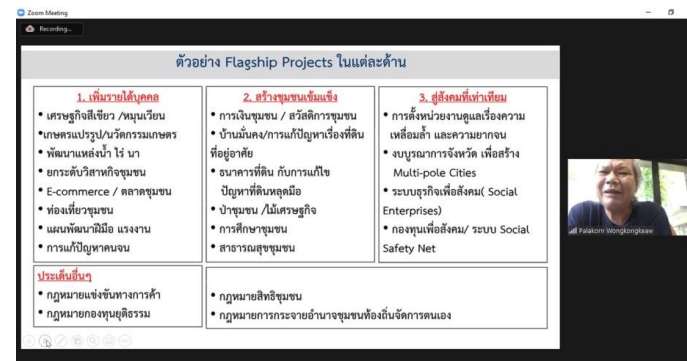 Zoom Meeting
Recording...
ตัวอย่าง Flagship Projects ในแต่ละด้าน
1. เพิ่มรายได้บุคคล
• เศรษฐกิจสีเขียว /หมุนเวียน
•เกษตรแปรรูป/นวัตกรรมเกษตร
• พัฒนาแหล่งน้ำ ไร่ นา
• ยกระดับวิสาหกิจชุมชน
• E-commerce / ตลาดชุมชน
• ท่องเที่ยวชุมชน
• แผนพัฒนาฝีมือ แรงงาน
• การแก้ปัญหาคนจน
2. สร้างชุมชนเข้มแข็ง
• การเงินชุมชน / สวัสดิการชุมชน
• บ้านมั่นคง/การแก้ปัญหาเรื่องที่ดิน
ที่อยู่อาศัย
• ธนาคารที่ดิน กับการแก้ไข
ปัญหาที่ดินหลุดมือ
• ป่าชุมชน /ไม้เศรษฐกิจ
• การศึกษาชุมชน
• สาธารณสุขชุมชน
3. สู่สังคมที่เท่าเทียม
• การตั้งหน่วยงานดูแลเรื่องความ
เหลื่อมล้ำ และความยากจน
• งบบูรณาการจังหวัด เพื่อสร้าง
Multi-pole Cities
• ระบบธุรกิจเพื่อสังคม( Social
Enterprises)
• กองทุนเพื่อสังคม/ ระบบ Social
Safety Net
ประเด็นอื่นๆ
• กฎหมายแข่งขันทางการค้า
• กฎหมายกองทุนยุติธรรม
• กฎหมายสิทธิชุมชน
• กฎหมายการกระจายอำนาจชุมชนท้องถิ่นจัดการตนเอง
Palakorn Wongkongkaew